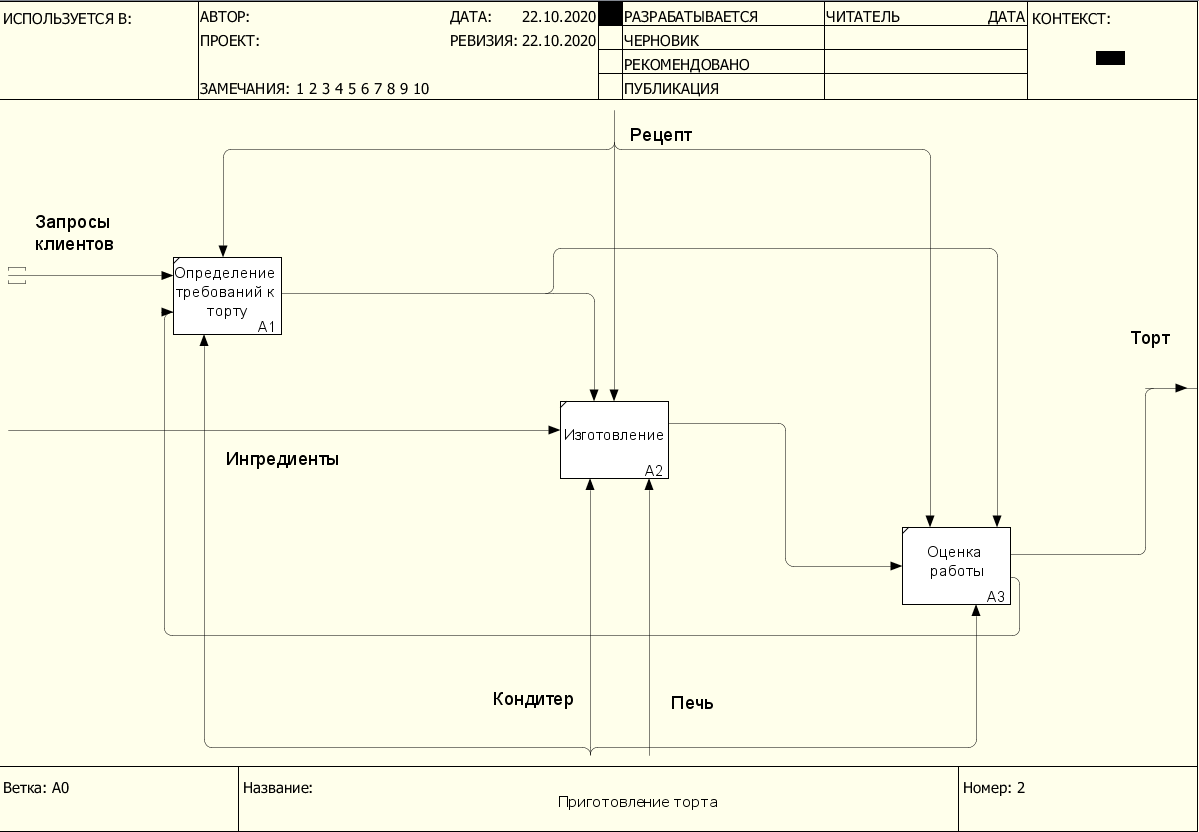 ИСПОЛЬЗУЕТСЯ В:
АВТОР:
ДАТА: 22.10.2020
ПРОЕКТ:
РЕВИЗИЯ: 22.10.2020
ЗАМЕЧАНИЯ: 1 2 3 4 5 6 7 8 9 10
РАЗРАБАТЫВАЕТСЯ
ЧЕРНОВИК
РЕКОМЕНДОВАНО
ПУБЛИКАЦИЯ
ЧИТАТЕЛЬ
ДАТА
КОНТЕКСТ:
Рецепт
Запросы
клиентов
Определение
требований к
торту
A1
Торт
Изготовление
A2
Ингредиенты
Оценка
работы
A3
Кондитер
Печь
Ветка: A0
Название:
Приготовление торта
Номер: 2